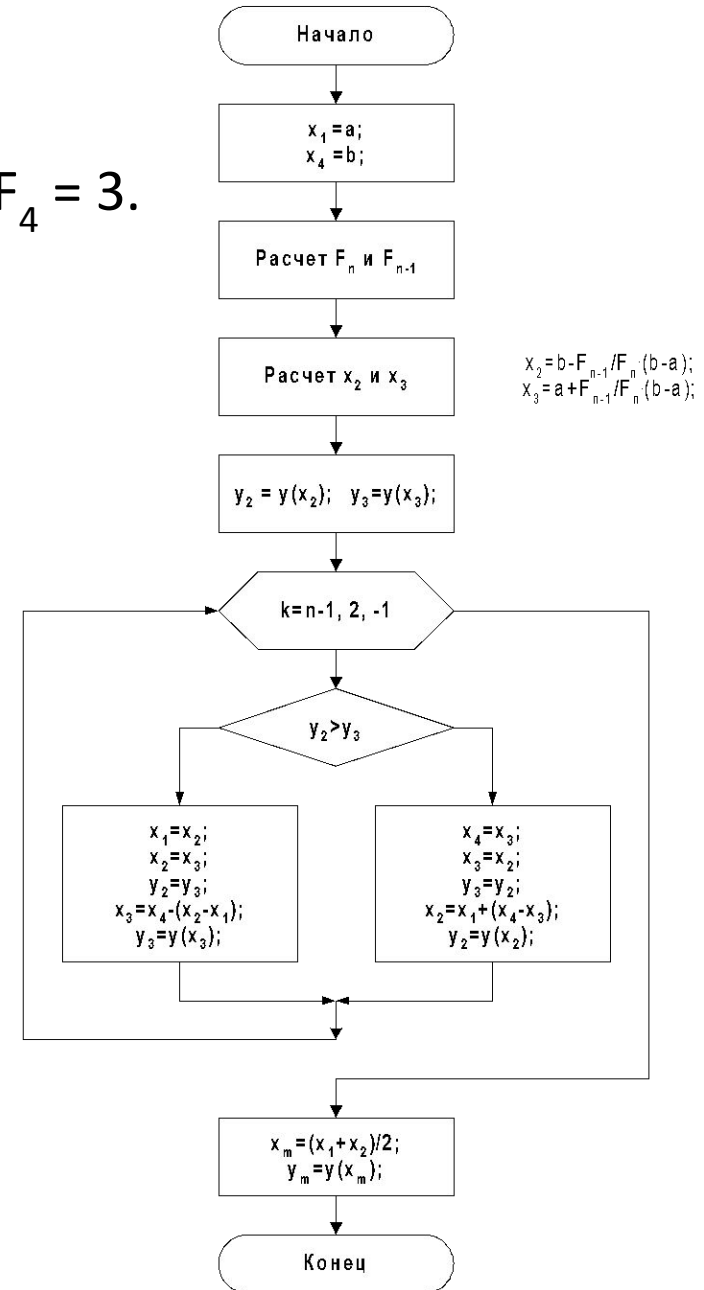 Начало
x₁=a;
x₄=b;
F₄ = 3.
Расчет Fₙ и Fₙ₋₁
Расчет x₂ и x₃
x₂=b-Fₙ₋₁/Fₙ(b-a);
x₃=a+Fₙ₋₁/Fₙ(b-a);
y₂ = y(x₂); y₃=y(x₃);
k=n-1, 2, -1
y₂>y₃
x₁=x₂;
x₂=x₃;
y₂=y₃;
x₃=x₄-(x₂-x₁);
y₃=y(x₃);
x₄=x₃;
x₃=x₂;
y₃=y₂;
x₂=x₁+(x₄-x₃);
y₂=y(x₂);
xₘ=(x₁+x₂)/2;
yₘ=y(xₘ);
Конец